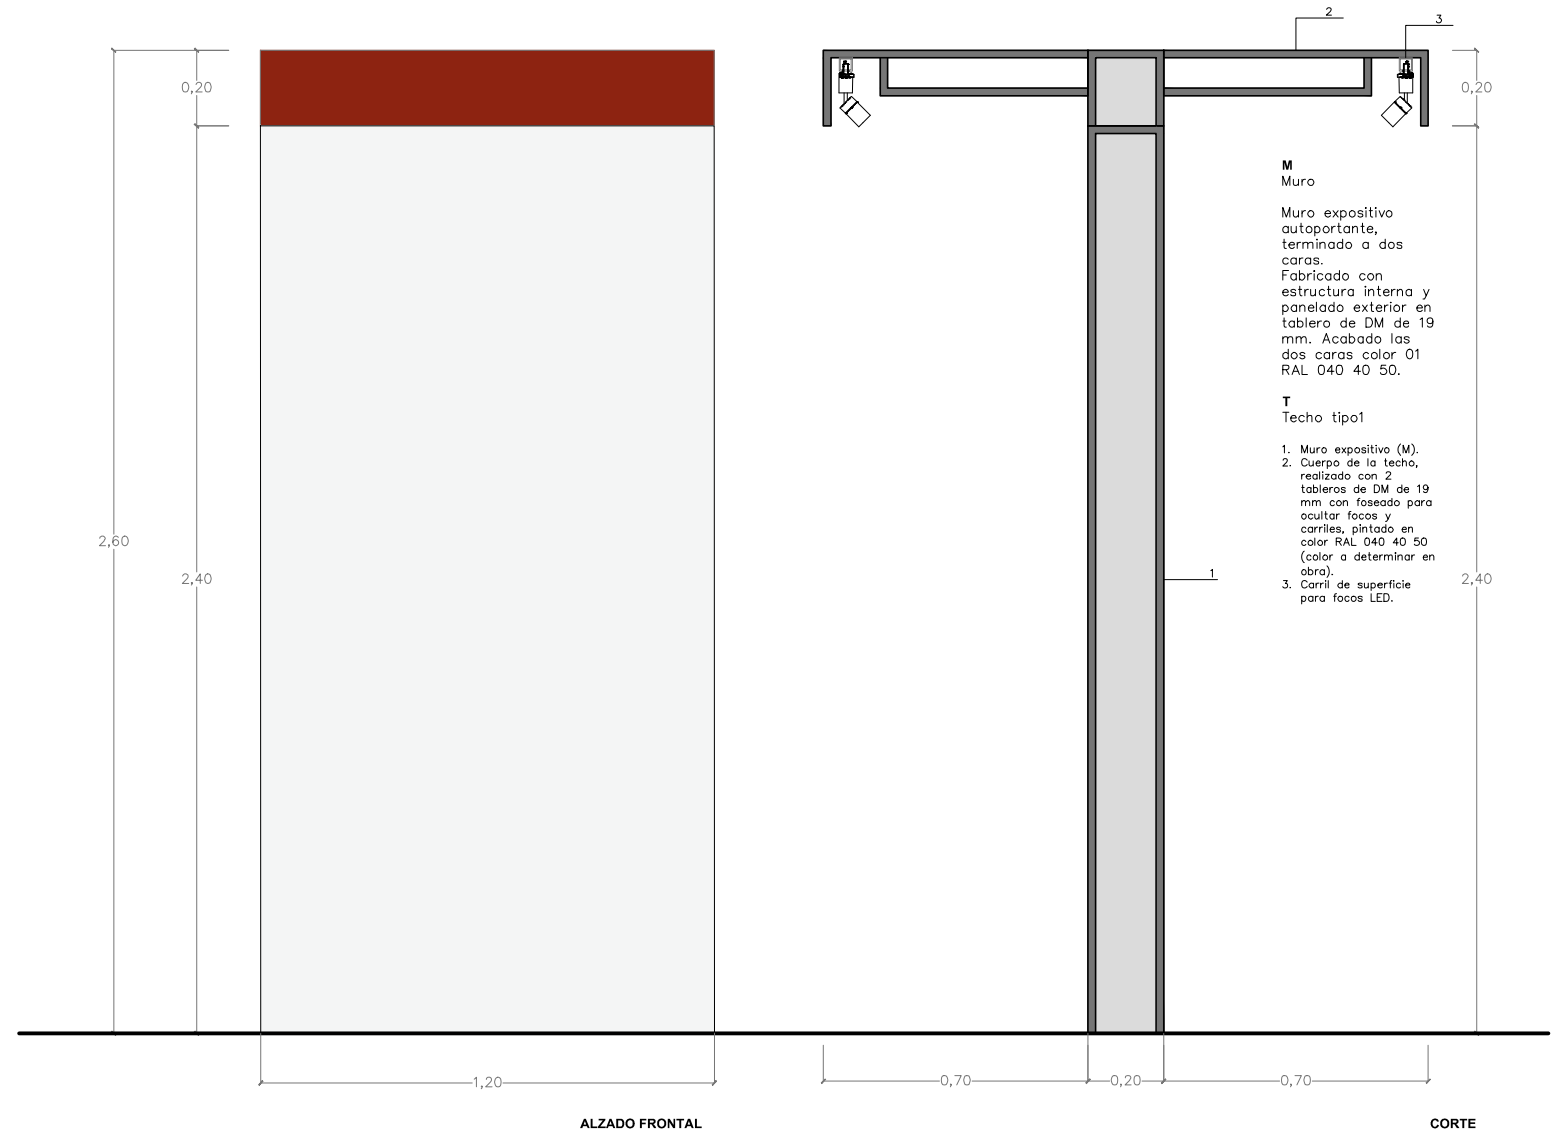 2
3
0,20
0,20
M
Muro
Muro expositivo
autoportante,
terminado a dos
caras.
Fabricado con
estructura interna y
panelado exterior en
tablero de DM de 19
mm. Acabado las
dos caras color 01
RAL 040 40 50.
T
Techo tipo1
1. Muro expositivo (M).
2. Cuerpo de la techo,
realizado con 2
tableros de DM de 19
mm con foseado para
ocultar focos y
carriles, pintado en
color RAL 040 40 50
(color a determinar en
obra).
3. Carril de superficie
para focos LED.
2,60
2,40
1
2,40
1,20
0,70
0,20
0,70
ALZADO FRONTAL
CORTE